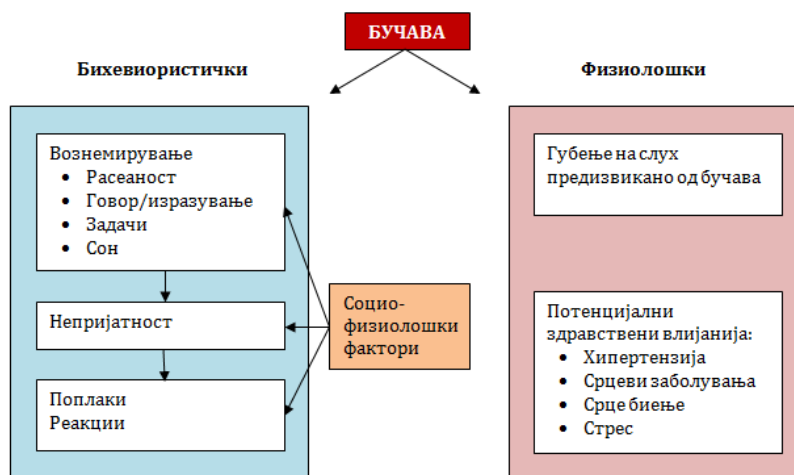 БУЧАВА
Бихевиористички
Физиолошки
Вознемирување
• Расеаност
• Говор/изразување
• Задачи
• Сон
Непријатност
Поплаки
Реакции
Социо-
физиолошки
фактори
Губење на слух
предизвикано од бучава
Потенцијални
здравствени влијанија:
• Хипертензија
• Срцеви заболувања
• Срце биење
• Стрес